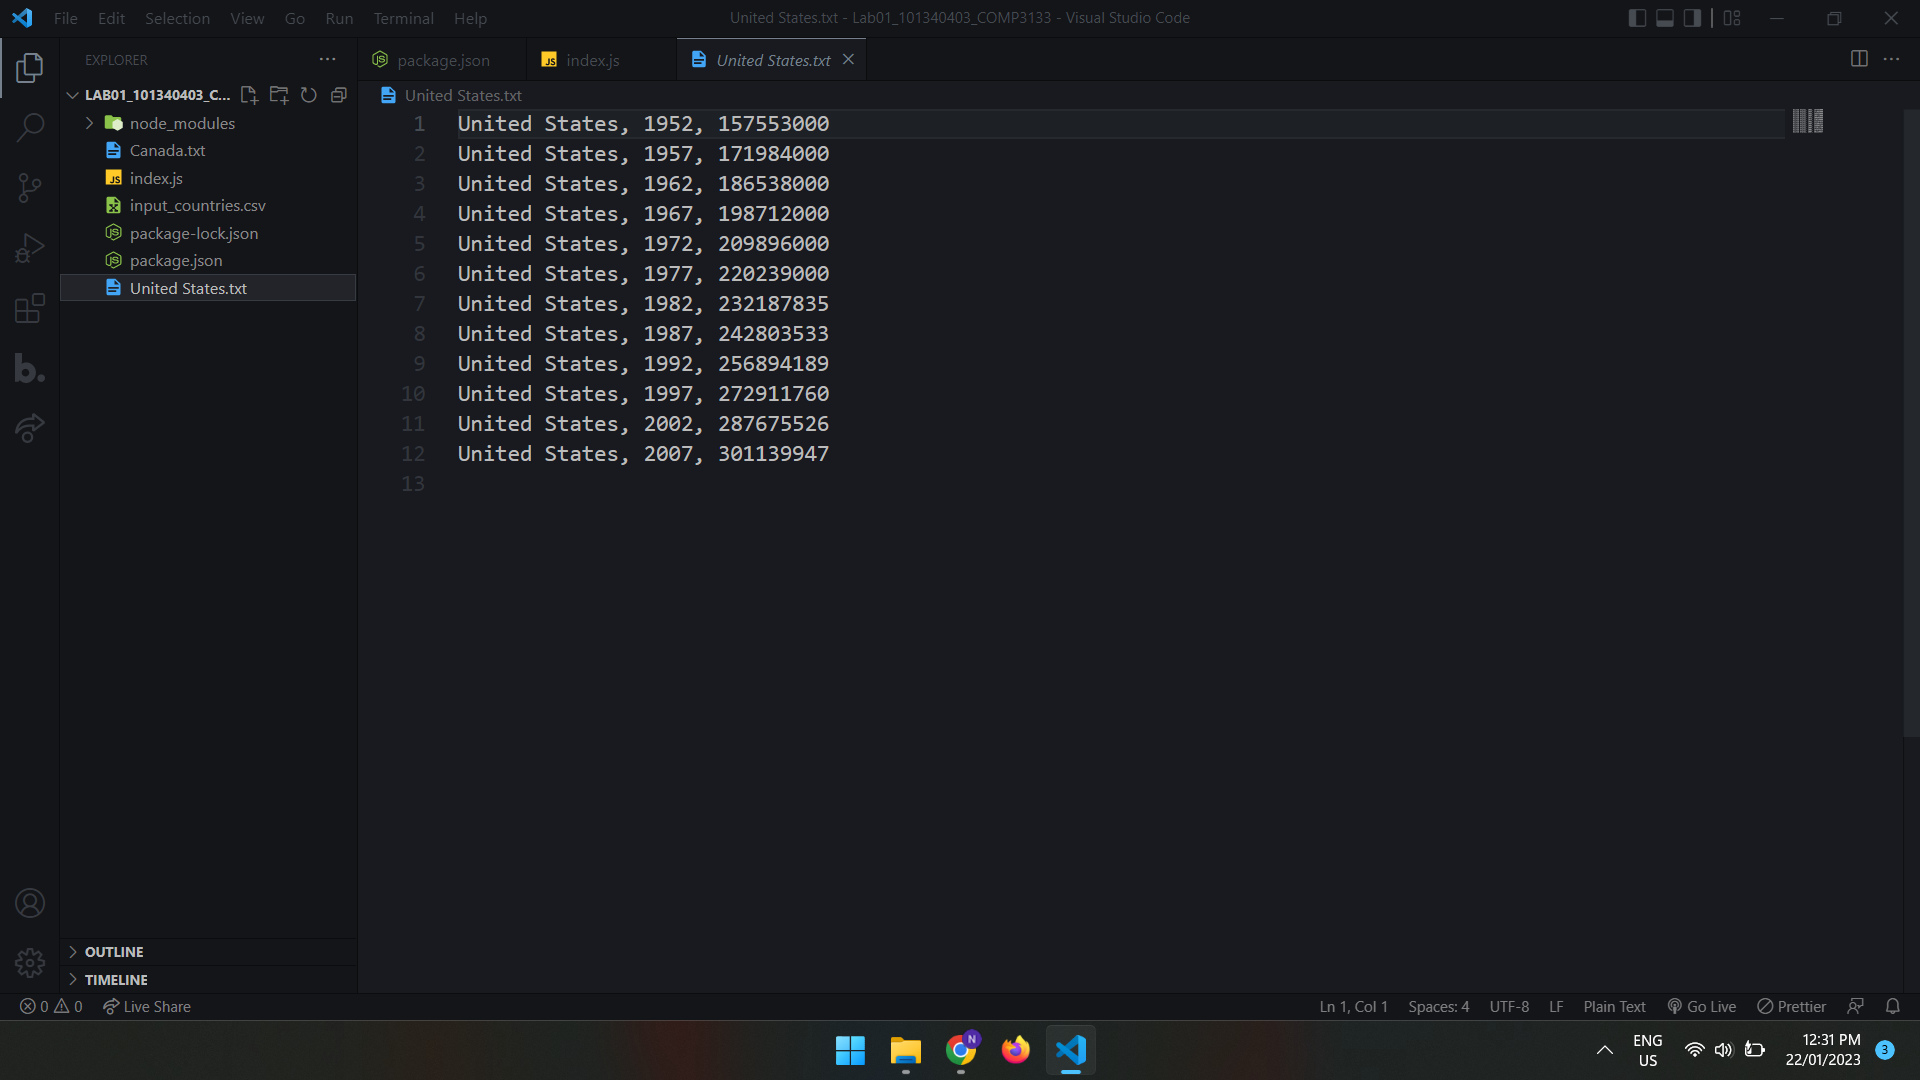 File Edit Selection View Go Run Terminal Help
United States.txt - Lab01_101340403_COMP3133 - Visual Studio Code
EXPLORER
LAB01_101340403_C...
node_modules
Canada.txt
index.js
input_countries.csv
package-lock.json
package.json
United States.txt
package.json
index.js
United States.txt
United States.txt
1 United States, 1952, 157553000
2 United States, 1957, 171984000
3 United States, 1962, 186538000
4 United States, 1967, 198712000
5 United States, 1972, 209896000
6 United States, 1977, 220239000
7 United States, 1982, 232187835
8 United States, 1987, 242803533
9 United States, 1992, 256894189
10 United States, 1997, 272911760
11 United States, 2002, 287675526
12 United States, 2007, 301139947
13
OUTLINE
TIMELINE
0 0 Live Share
Ln 1, Col 1 Spaces: 4 UTF-8 LF Plain Text Go Live Prettier
ENG
US
12:31 PM
22/01/2023
3